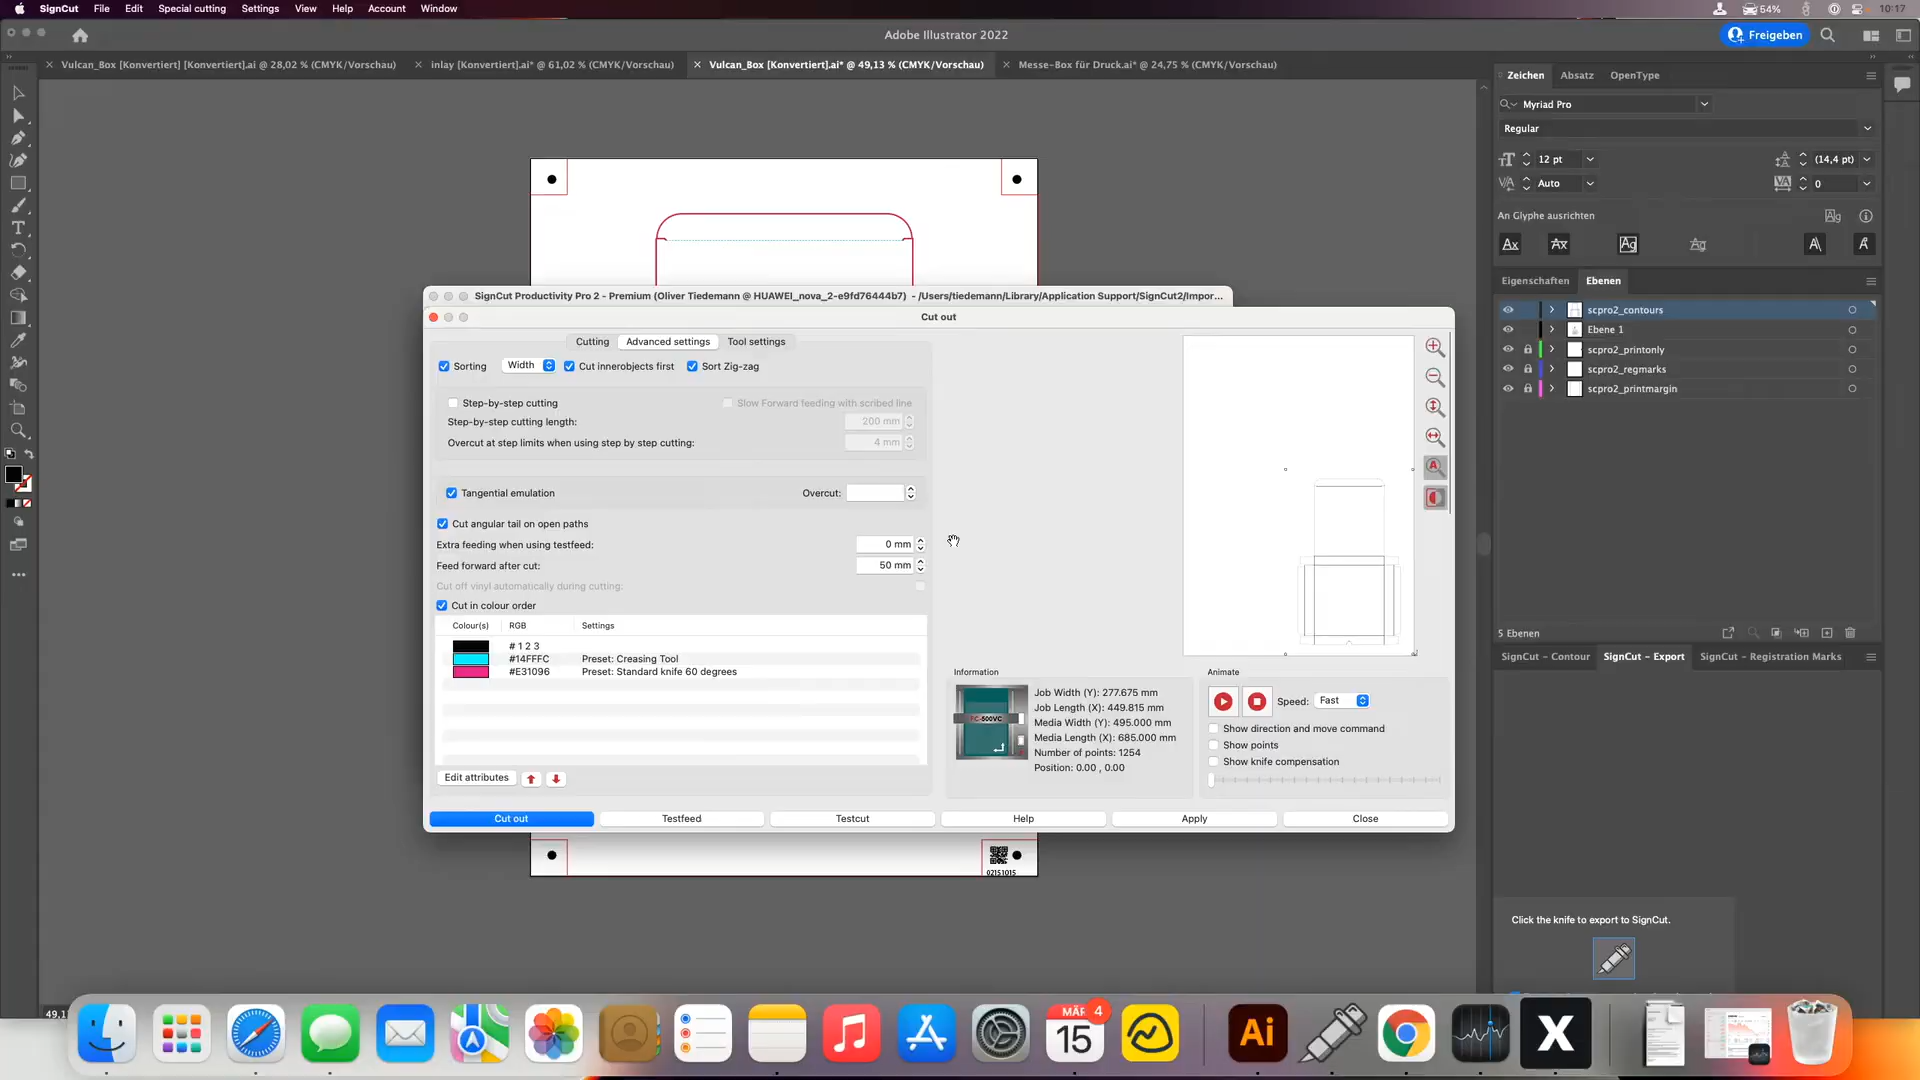 SignCut File Edit Special cutting Settings View Help Account Window 54% 10:17
Adobe Illustrator 2022 Freigeben
Vulcan_Box [Konvertiert] [Konvertiert].ai @ 28,02 % (CMYK/Vorschau) inlay [Konvertiert].ai* @ 61,02 % (CMYK/Vorschau) Vulcan_Box [Konvertiert].ai* @ 49,13 % (CMYK/Vorschau) Messe-Box für Druck.ai* @ 24,75 % (CMYK/Vorschau)
Zeichen Absatz OpenType
Myriad Pro
Regular
12 pt (14,4 pt)
Auto 0
An Glyphe ausrichten
Eigenschaften Ebenen
scpro2_contours
Ebene 1
scpro2_printonly
scpro2_regmarks
scpro2_printmargin
5 Ebenen
SignCut – Contour SignCut – Export SignCut – Registration Marks
Click the knife to export to SignCut.
SignCut Productivity Pro 2 - Premium (Oliver Tiedemann @ HUAWEI_nova_2-e9fd76444b7) - /Users/tiedemann/Library/Application Support/SignCut2/Impor...
Cut out
Cutting Advanced settings Tool settings
Sorting Width Cut innerobjects first Sort Zig-zag
Step-by-step cutting Slow Forward feeding with scribed line
Step-by-step cutting length: 200 mm
Overcut at step limits when using step by step cutting: 4 mm
Tangential emulation Overcut:
Cut angular tail on open paths
Extra feeding when using testfeed: 0 mm
Feed forward after cut: 50 mm
Cut off vinyl automatically during cutting:
Cut in colour order
Colour(s) RGB Settings
# 1 2 3
#14FFFC Preset: Creasing Tool
#E31096 Preset: Standard knife 60 degrees
Edit attributes
Information
PC-500VC
Job Width (Y): 277.675 mm
Job Length (X): 449.815 mm
Media Width (Y): 495.000 mm
Media Length (X): 685.000 mm
Number of points: 1254
Position: 0.00 , 0.00
Animate
Speed: Fast
Show direction and move command
Show points
Show knife compensation
Cut out Testfeed Testcut Help Apply Close
02151015
49,1
MÄR 4
15
Ai
X